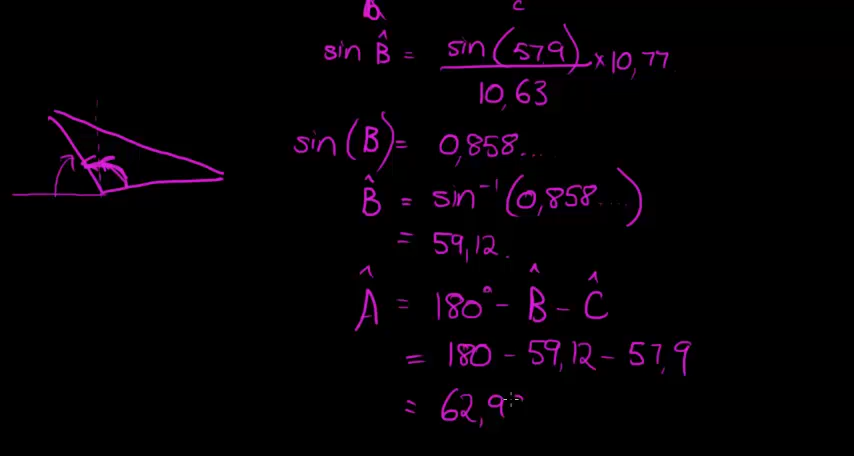 b c
sin B̂ = sin(57,9) / 10,63 × 10,77
sin(B) = 0,858...
B̂ = sin⁻¹(0,858...)
= 59,12.
Â = 180° - B̂ - Ĉ
= 180 - 59,12 - 57,9
= 62,9